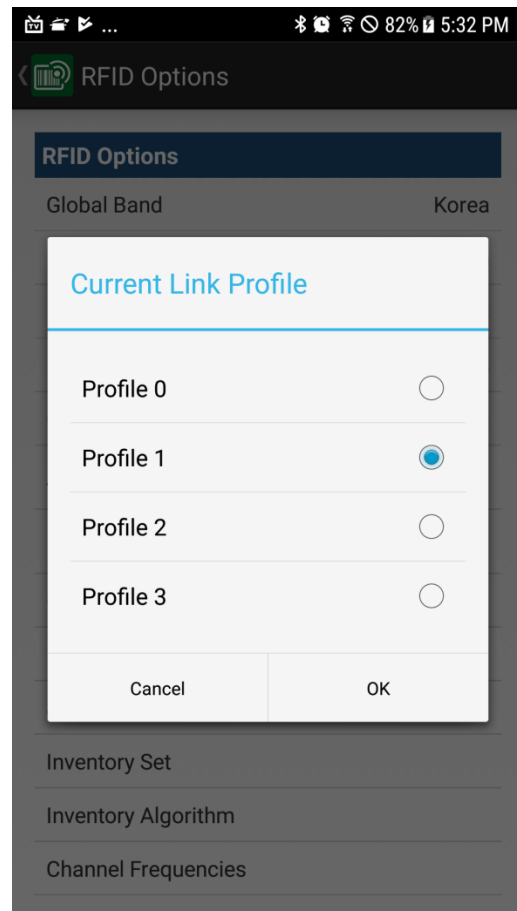 ... 82% 5:32 PM
RFID Options
RFID Options
Global Band Korea
Current Link Profile
Profile 0
Profile 1
Profile 2
Profile 3
Cancel OK
Inventory Set
Inventory Algorithm
Channel Frequencies